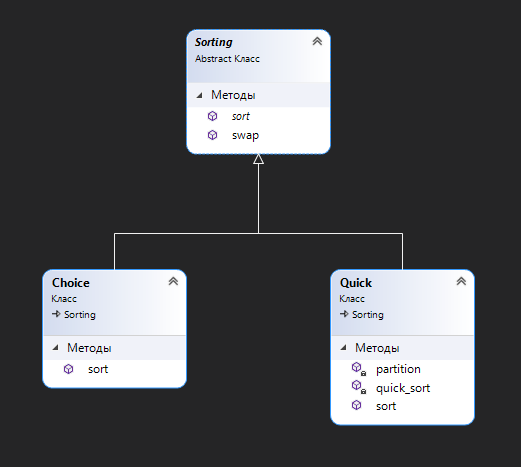 Sorting
Abstract Класс
Методы
sort
swap
Choice
Класс
Sorting
Методы
sort
Quick
Класс
Sorting
Методы
partition
quick_sort
sort